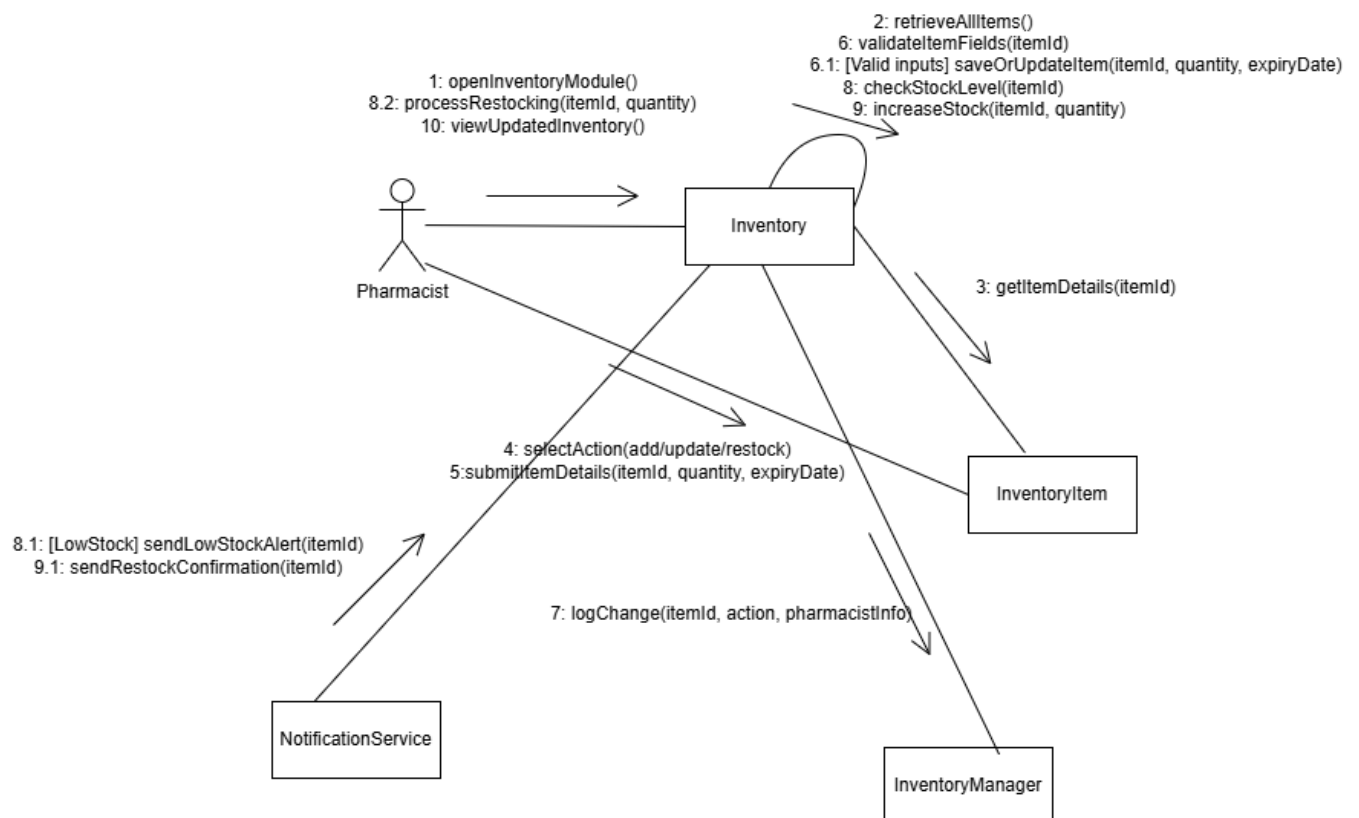 2: retrieveAllItems()
6: validateItemFields(itemId)
6.1: [Valid inputs] saveOrUpdateItem(itemId, quantity, expiryDate)
8: checkStockLevel(itemId)
9: increaseStock(itemId, quantity)
1: openInventoryModule()
8.2: processRestocking(itemId, quantity)
10: viewUpdatedInventory()
Inventory
Pharmacist
3: getItemDetails(itemId)
4: selectAction(add/update/restock)
5:submitItemDetails(itemId, quantity, expiryDate)
InventoryItem
8.1: [LowStock] sendLowStockAlert(itemId)
9.1: sendRestockConfirmation(itemId)
7: logChange(itemId, action, pharmacistInfo)
NotificationService
InventoryManager